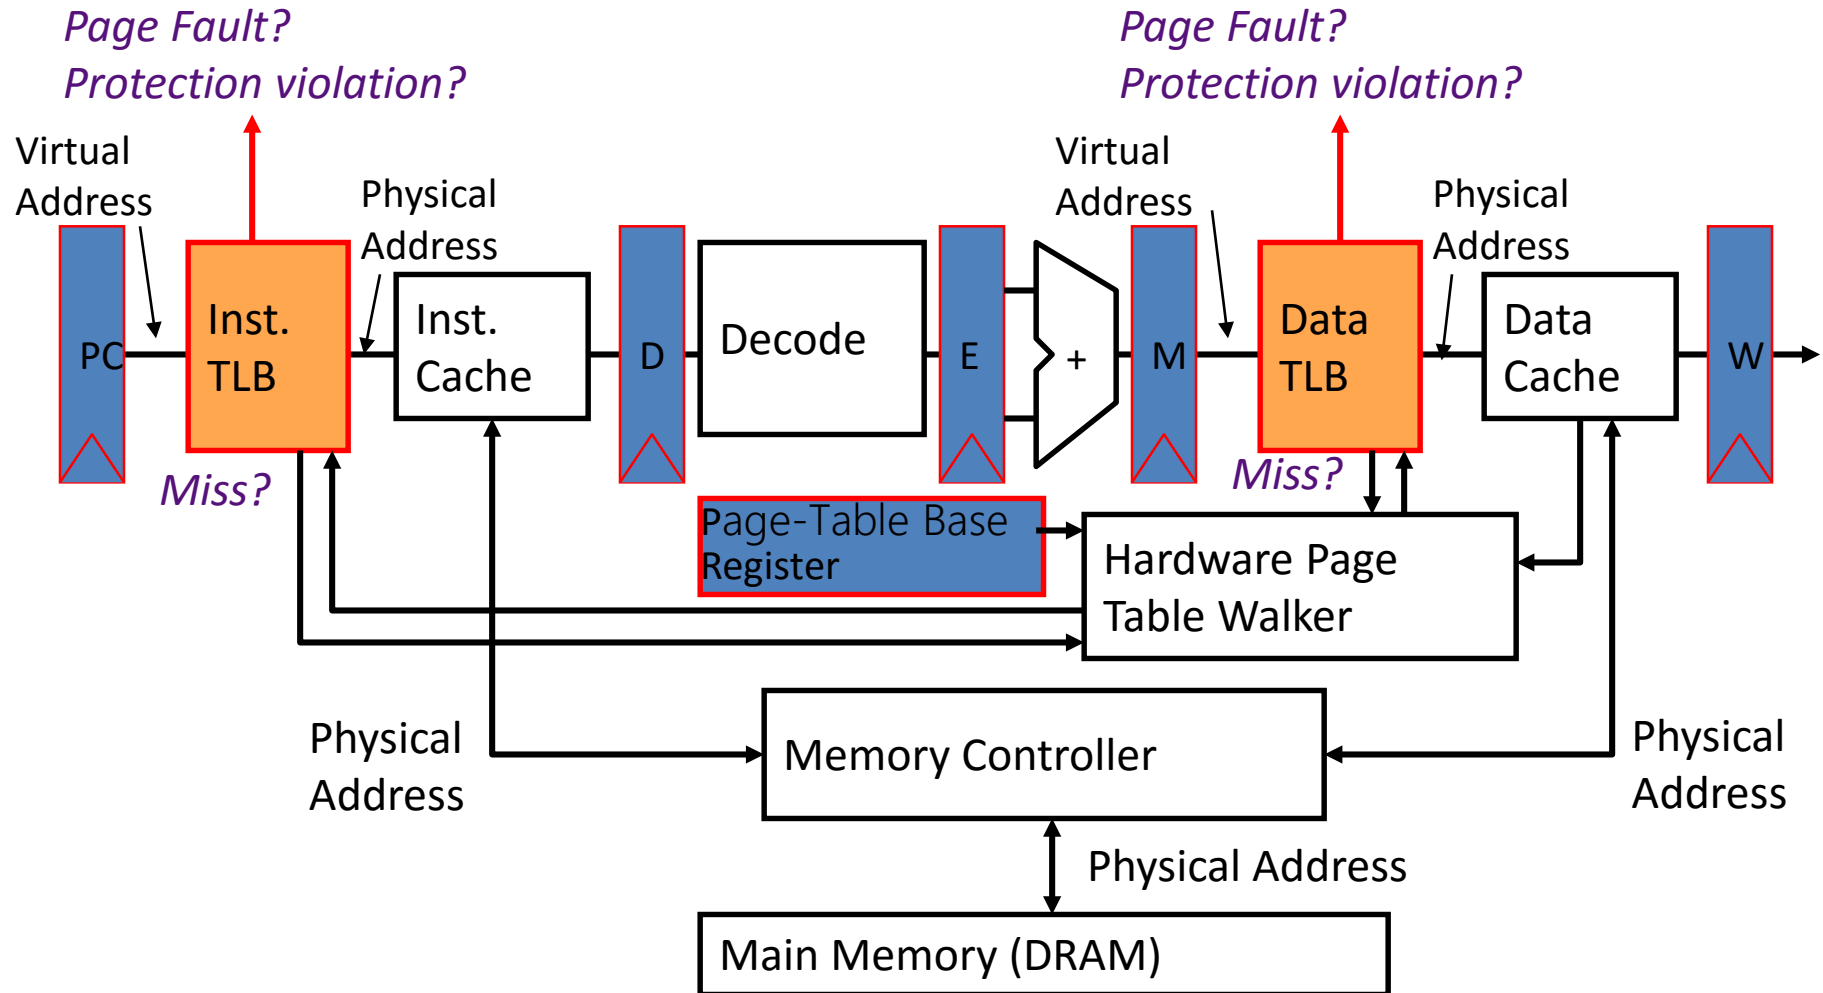 Page Fault?
Protection violation?
Page Fault?
Protection violation?
Virtual
Address
Physical
Address
Virtual
Address
Physical
Address
PC
Inst.
TLB
Inst.
Cache
D
Decode
E
+
M
Data
TLB
Data
Cache
W
Miss?
Miss?
Page-Table Base
Register
Hardware Page
Table Walker
Physical
Address
Memory Controller
Physical
Address
Physical Address
Main Memory (DRAM)